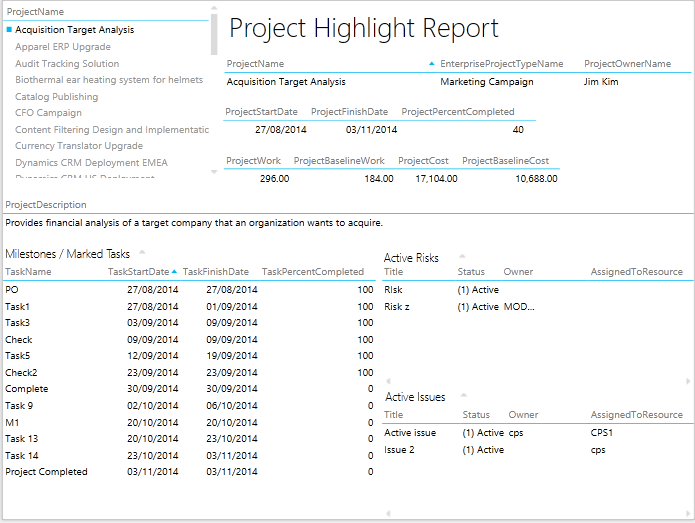 ProjectName
Acquisition Target Analysis
Apparel ERP Upgrade
Audit Tracking Solution
Biothermal ear heating system for helmets
Catalog Publishing
CFO Campaign
Content Filtering Design and Implementatic
Currency Translator Upgrade
Dynamics CRM Deployment EMEA
Dynamics CRM US Deployment
Project Highlight Report
ProjectName EnterpriseProjectTypeName ProjectOwnerName
Acquisition Target Analysis Marketing Campaign Jim Kim
ProjectStartDate ProjectFinishDate ProjectPercentCompleted
27/08/2014 03/11/2014 40
ProjectWork ProjectBaselineWork ProjectCost ProjectBaselineCost
296.00 184.00 17,104.00 10,688.00
ProjectDescription
Provides financial analysis of a target company that an organization wants to acquire.
Milestones / Marked Tasks
TaskName TaskStartDate TaskFinishDate TaskPercentCompleted
PO 27/08/2014 27/08/2014 100
Task1 27/08/2014 01/09/2014 100
Task3 03/09/2014 09/09/2014 100
Check 09/09/2014 09/09/2014 100
Task5 12/09/2014 19/09/2014 100
Check2 23/09/2014 23/09/2014 100
Complete 30/09/2014 30/09/2014 0
Task 9 02/10/2014 06/10/2014 0
M1 20/10/2014 20/10/2014 0
Task 13 20/10/2014 23/10/2014 0
Task 14 23/10/2014 03/11/2014 0
Project Completed 03/11/2014 03/11/2014 0
Active Risks
Title Status Owner AssignedToResource
RIsk (1) Active
Risk z (1) Active MOD...
Active Issues
Title Status Owner AssignedToResource
Active issue (1) Active cps CPS1
Issue 2 (1) Active cps